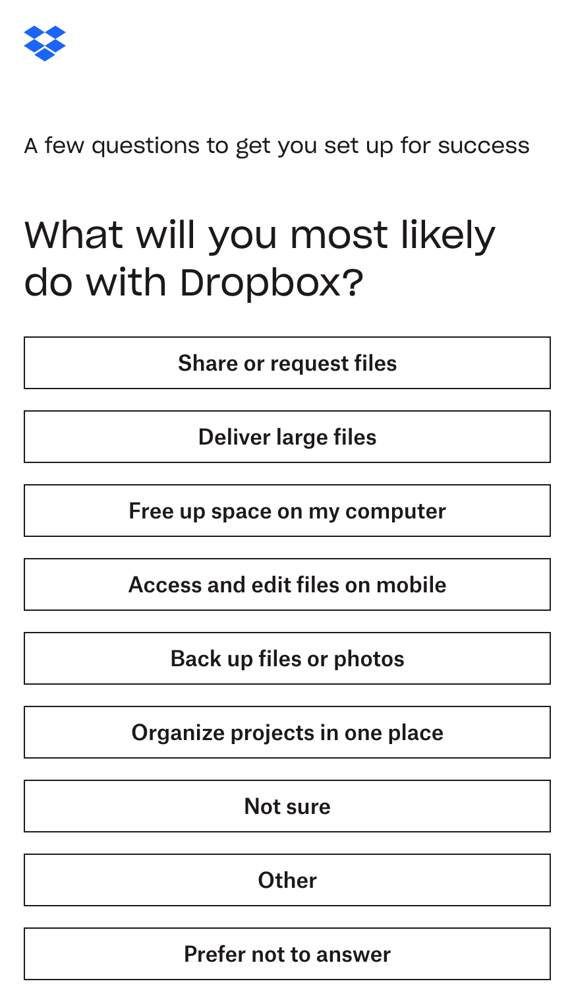 A few questions to get you set up for success
What will you most likely
do with Dropbox?
Share or request files
Deliver large files
Free up space on my computer
Access and edit files on mobile
Back up files or photos
Organize projects in one place
Not sure
Other
Prefer not to answer